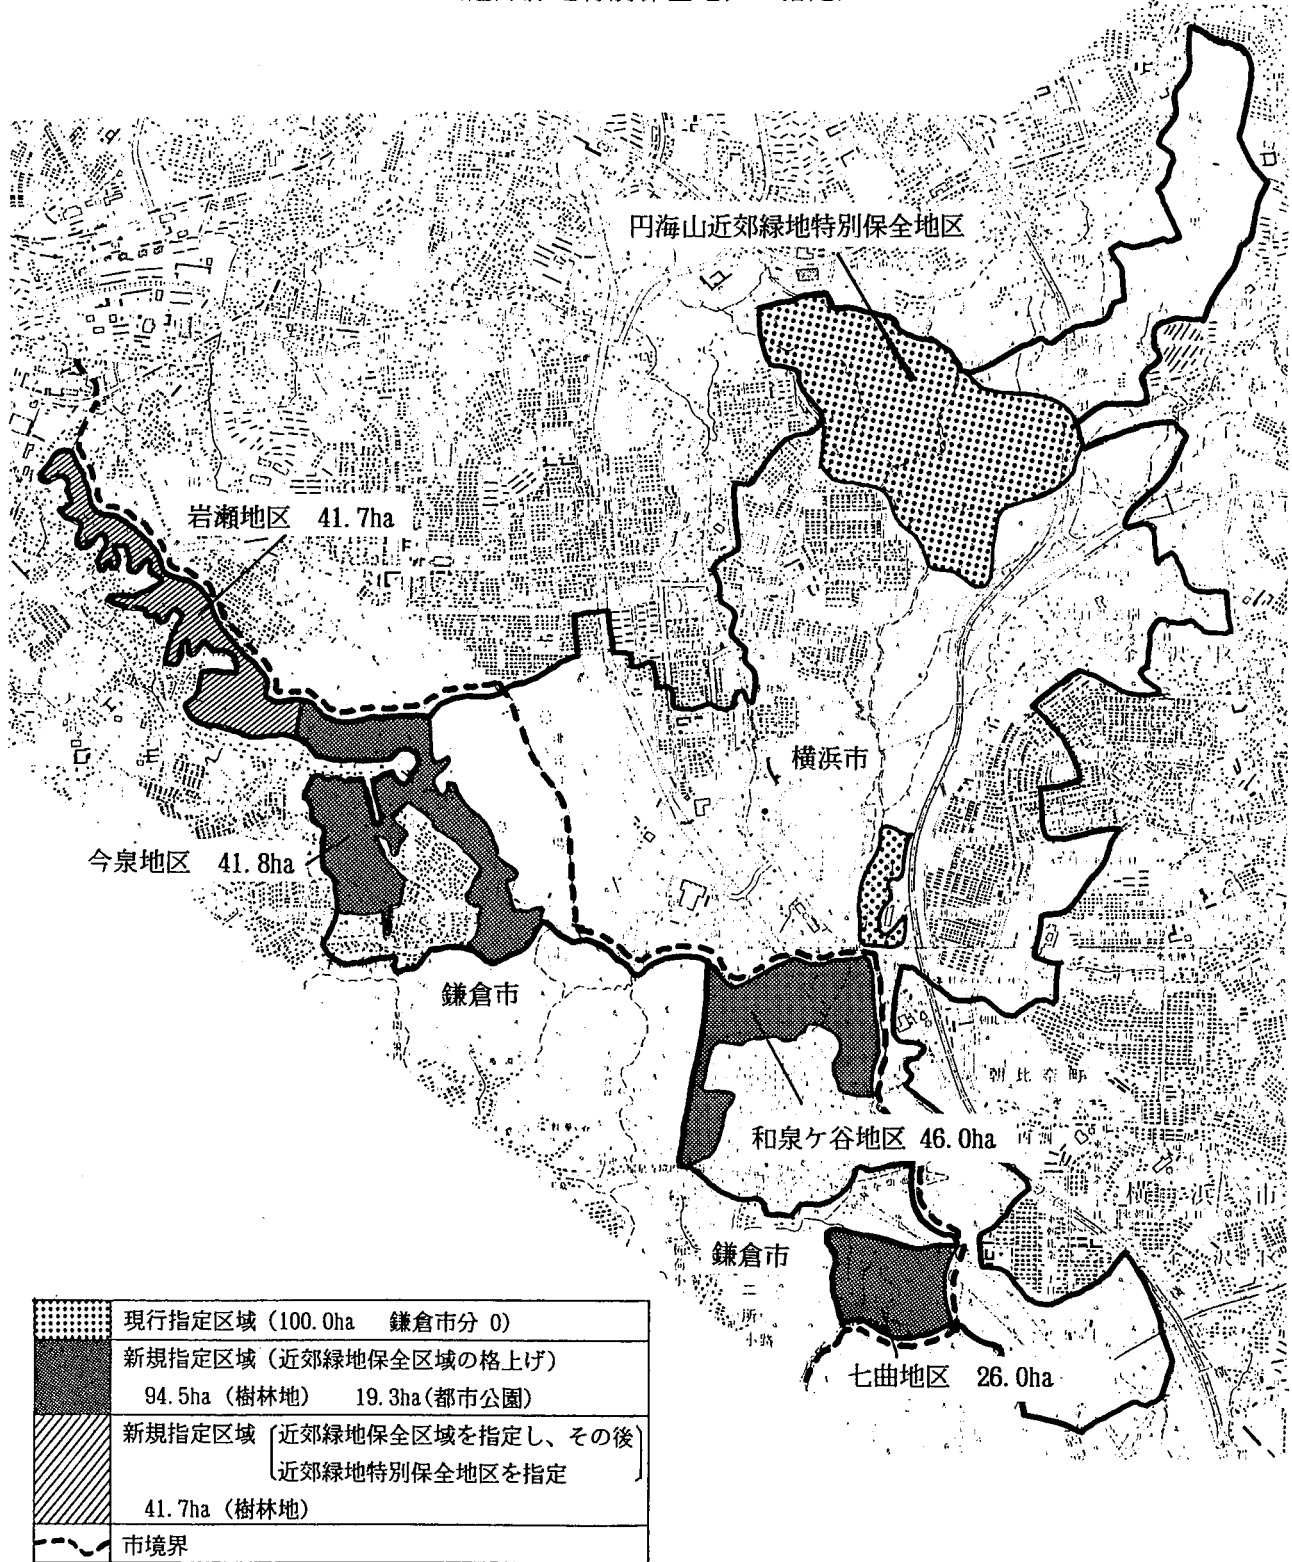 円海山近郊緑地特別保全地区
岩瀬地区 41.7ha
横浜市
今泉地区 41.8ha
鎌倉市
朝比奈町
和泉ケ谷地区 46.0ha
横浜市
鎌倉市
二
所
小路
七曲地区 26.0ha
現行指定区域 (100.0ha 鎌倉市分 0)
新規指定区域 (近郊緑地保全区域の格上げ)
94.5ha (樹林地) 19.3ha(都市公園)
新規指定区域 近郊緑地保全区域を指定し、その後
近郊緑地特別保全地区を指定
41.7ha (樹林地)
市境界